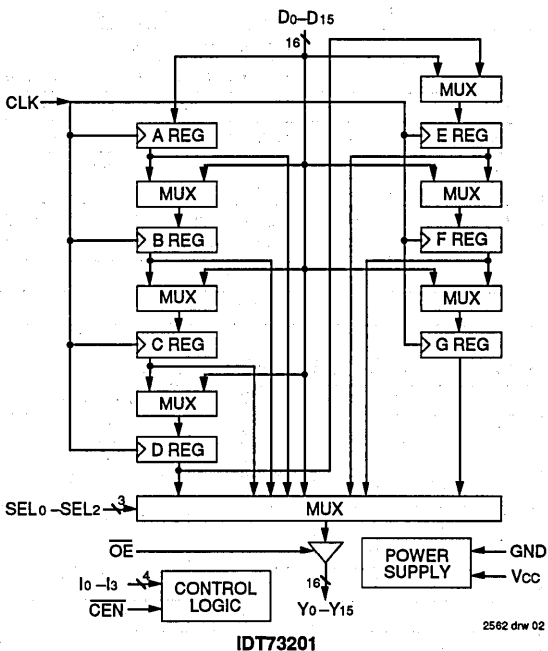 D0–D15
16
MUX
CLK
A REG
E REG
MUX
MUX
B REG
F REG
MUX
MUX
C REG
G REG
MUX
D REG
SEL0 –SEL2
3
MUX
OE
POWER SUPPLY
GND
VCC
I0 –I3
4
CONTROL LOGIC
CEN
16
Y0–Y15
2562 drw 02
IDT73201